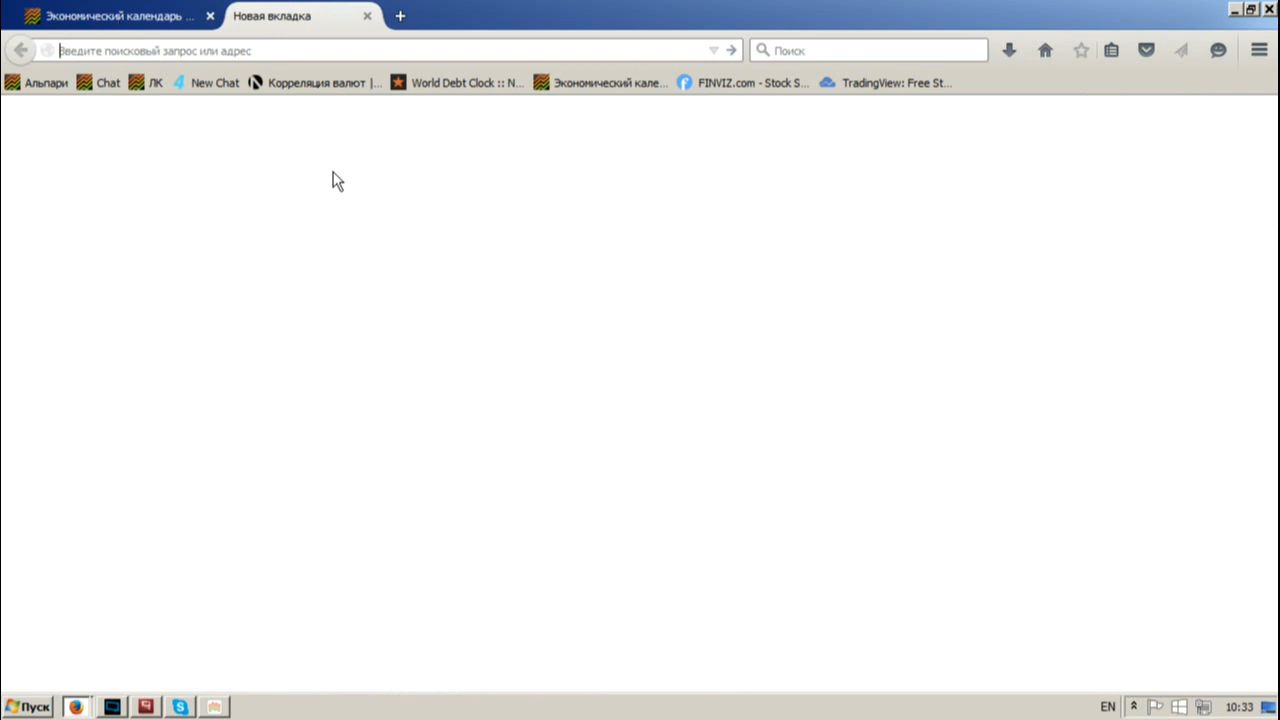 Экономический календарь ...
Новая вкладка
Введите поисковый запрос или адрес
Поиск
Альпари
Chat
ЛК
New Chat
Корреляция валют |...
World Debt Clock :: N...
Экономический кале...
FINVIZ.com - Stock S...
TradingView: Free St...
Пуск
EN
10:33